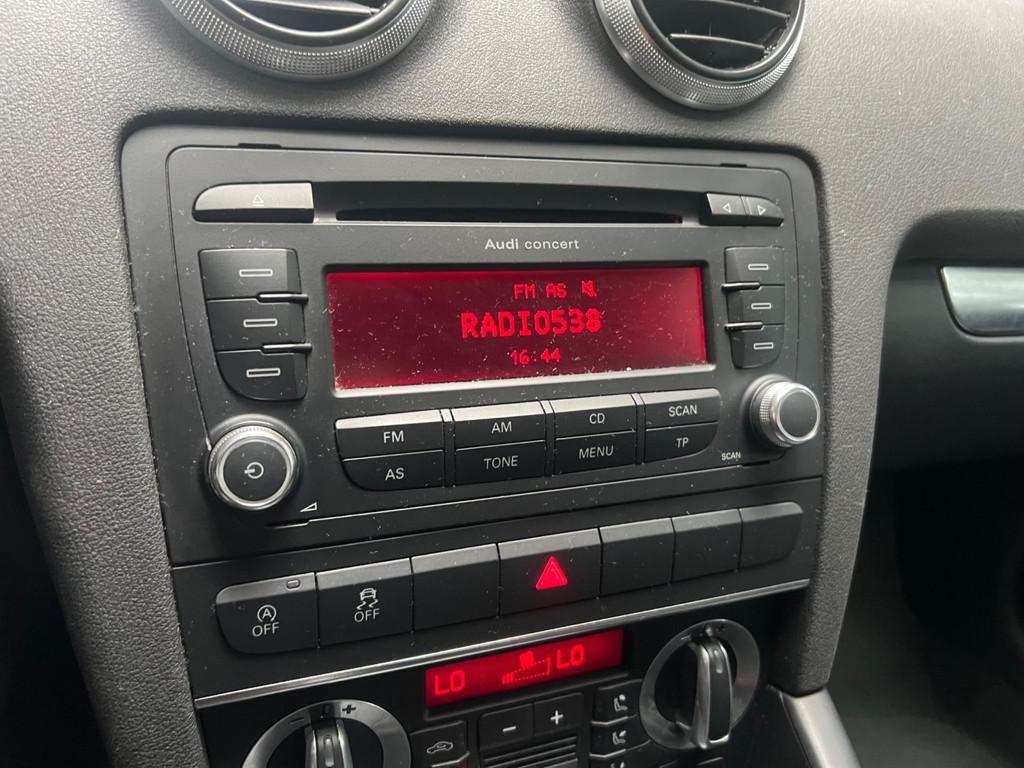 Audi concert
FM AS
RADIO538
16:44
FM AM CD SCAN
AS TONE MENU TP
SCAN
A
OFF OFF
LO LO
- +
- +